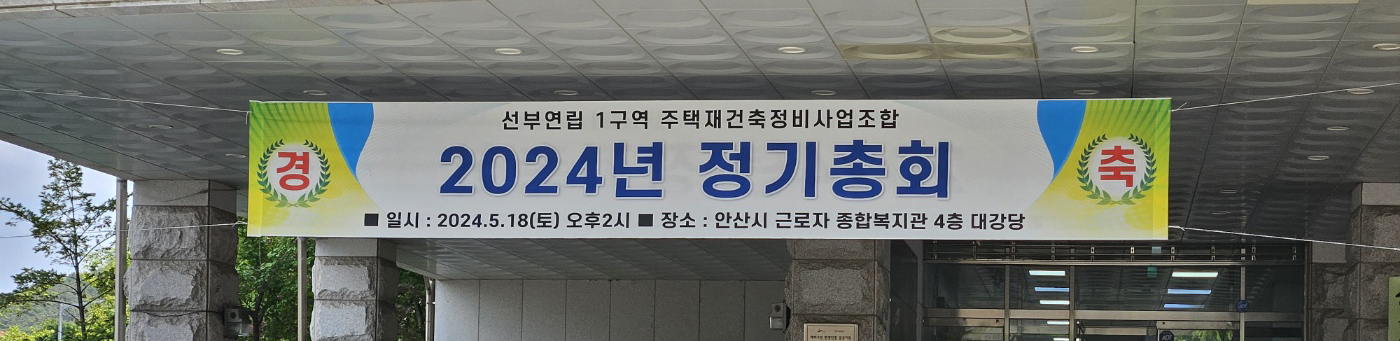 선부연립 1구역 주택재건축정비사업조합
경
2024년 정기총회
축
■ 일시 : 2024.5.18(토) 오후2시 ■ 장소 : 안산시 근로자 종합복지관 4층 대강당